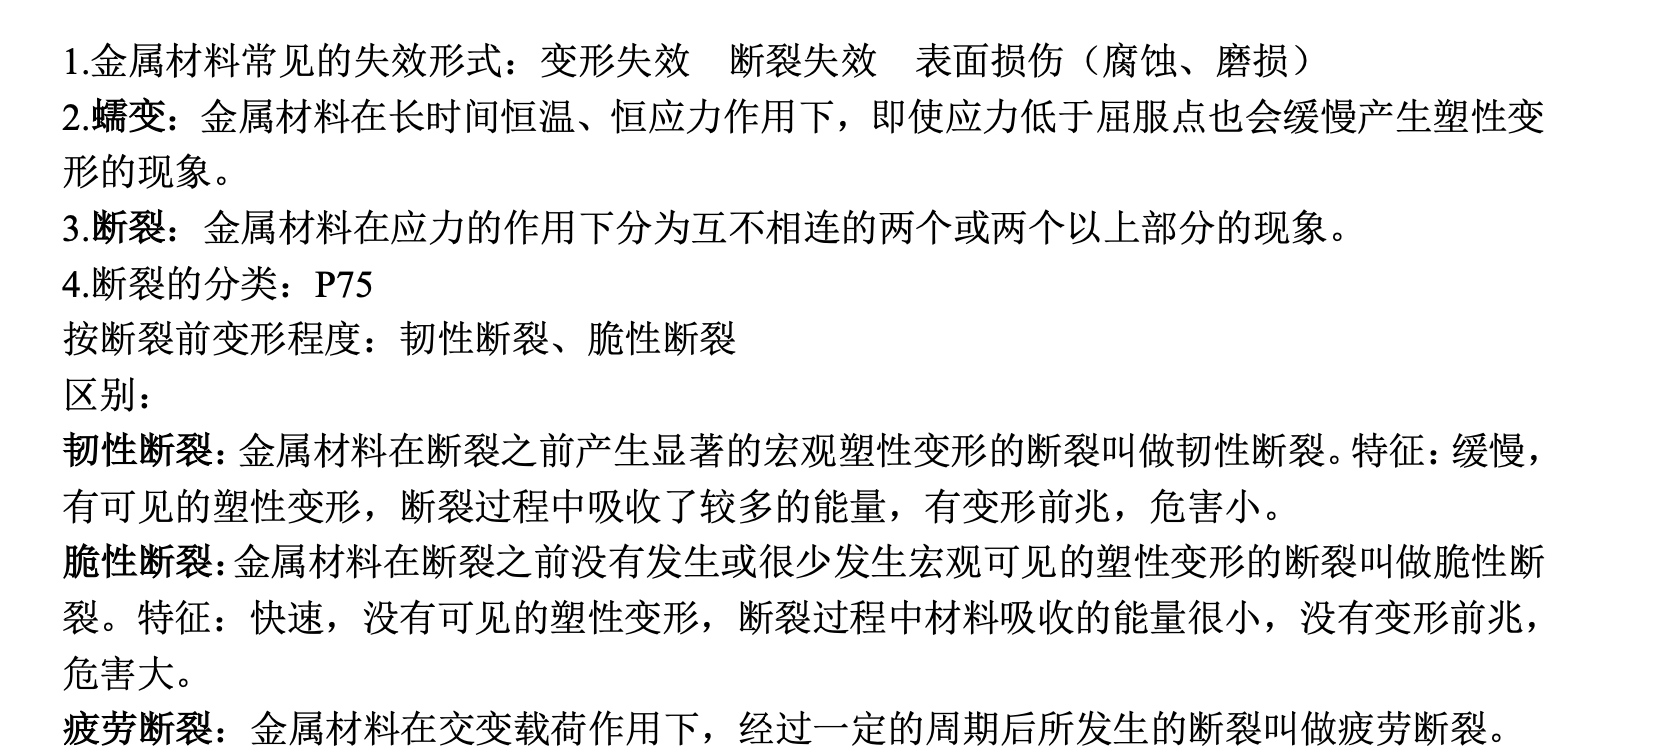 1.金属材料常见的失效形式：变形失效　断裂失效　表面损伤（腐蚀、磨损）
2.蠕变：金属材料在长时间恒温、恒应力作用下，即使应力低于屈服点也会缓慢产生塑性变
形的现象。
3.断裂：金属材料在应力的作用下分为互不相连的两个或两个以上部分的现象。
4.断裂的分类：P75
按断裂前变形程度：韧性断裂、脆性断裂
区别：
韧性断裂：金属材料在断裂之前产生显著的宏观塑性变形的断裂叫做韧性断裂。特征：缓慢，
有可见的塑性变形，断裂过程中吸收了较多的能量，有变形前兆，危害小。
脆性断裂：金属材料在断裂之前没有发生或很少发生宏观可见的塑性变形的断裂叫做脆性断
裂。特征：快速，没有可见的塑性变形，断裂过程中材料吸收的能量很小，没有变形前兆，
危害大。
疲劳断裂：金属材料在交变载荷作用下，经过一定的周期后所发生的断裂叫做疲劳断裂。